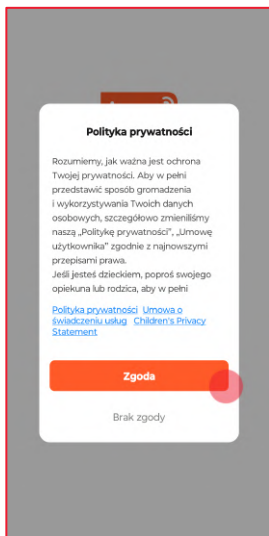 Polityka prywatności
Rozumiemy, jak ważna jest ochrona
Twojej prywatności. Aby w pełni
przedstawić sposób gromadzenia
i wykorzystywania Twoich danych
osobowych, szczegółowo zmieniliśmy
naszą „Politykę prywatności”, „Umowę
użytkownika” zgodnie z najnowszymi
przepisami prawa.
Jeśli jesteś dzieckiem, poproś swojego
opiekuna lub rodzica, aby w pełni
Polityka prywatności Umowa o
świadczeniu usług Children's Privacy
Statement
Zgoda
Brak zgody